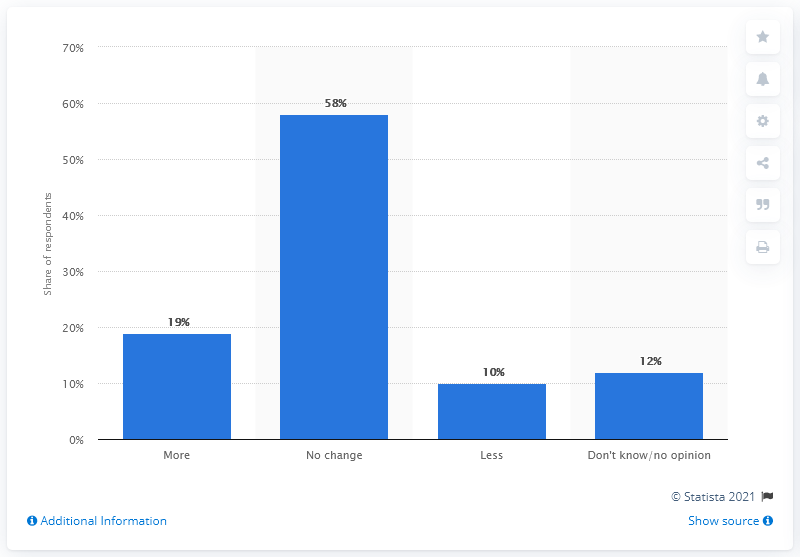 70%
60%
50%
40%
30%
20%
10%
0%
Share of respondents
19%
58%
10%
12%
More
No change
Less
Don't know/no opinion
© Statista 2021
Additional Information
Show source